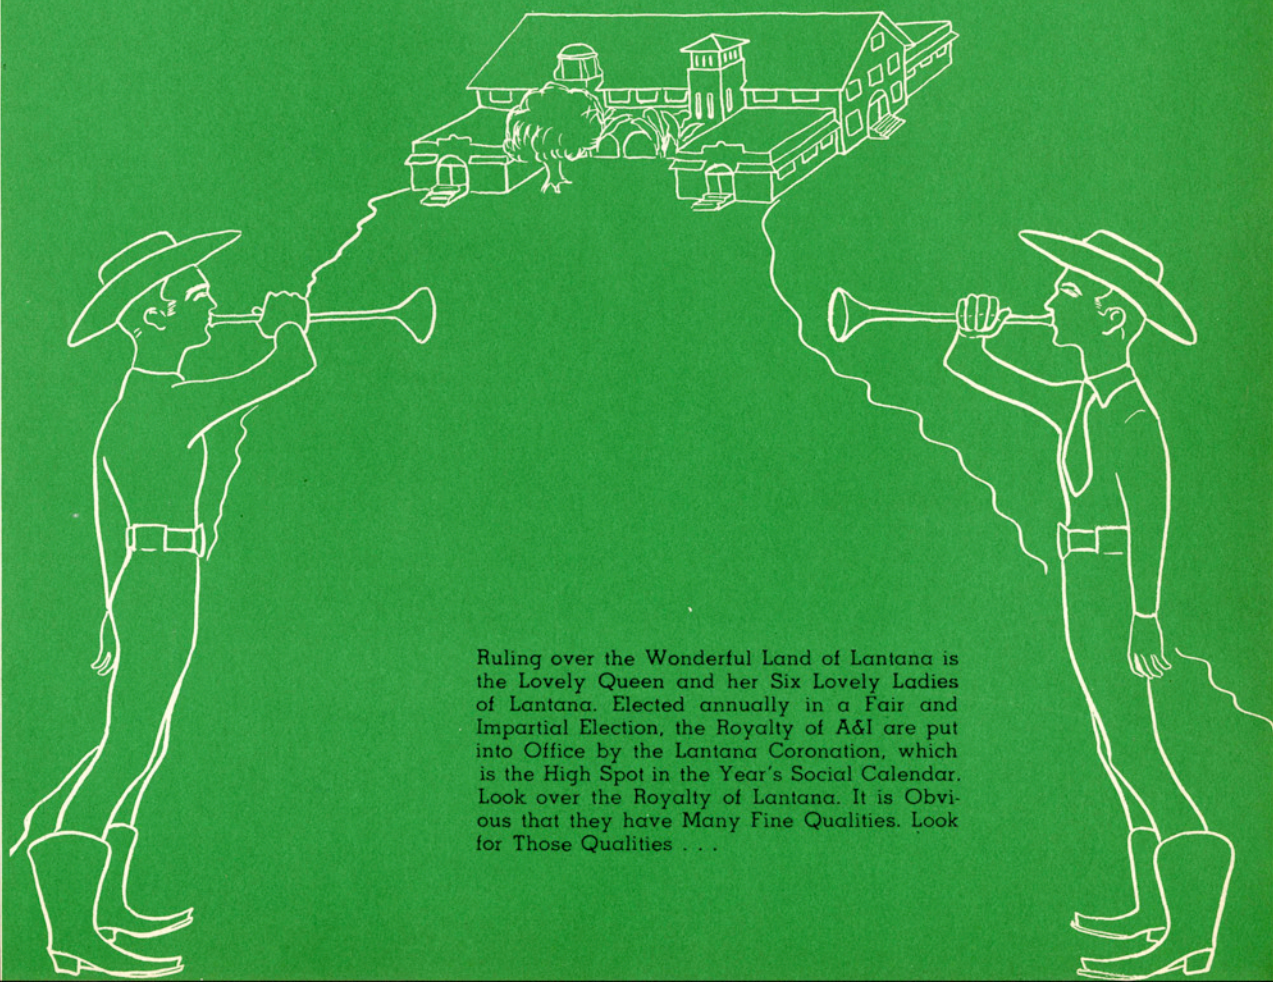 Ruling over the Wonderful Land of Lantana is
the Lovely Queen and her Six Lovely Ladies
of Lantana. Elected annually in a Fair and
Impartial Election, the Royalty of A&I are put
into Office by the Lantana Coronation, which
is the High Spot in the Year's Social Calendar.
Look over the Royalty of Lantana. It is Obvi-
ous that they have Many Fine Qualities. Look
for Those Qualities . . .